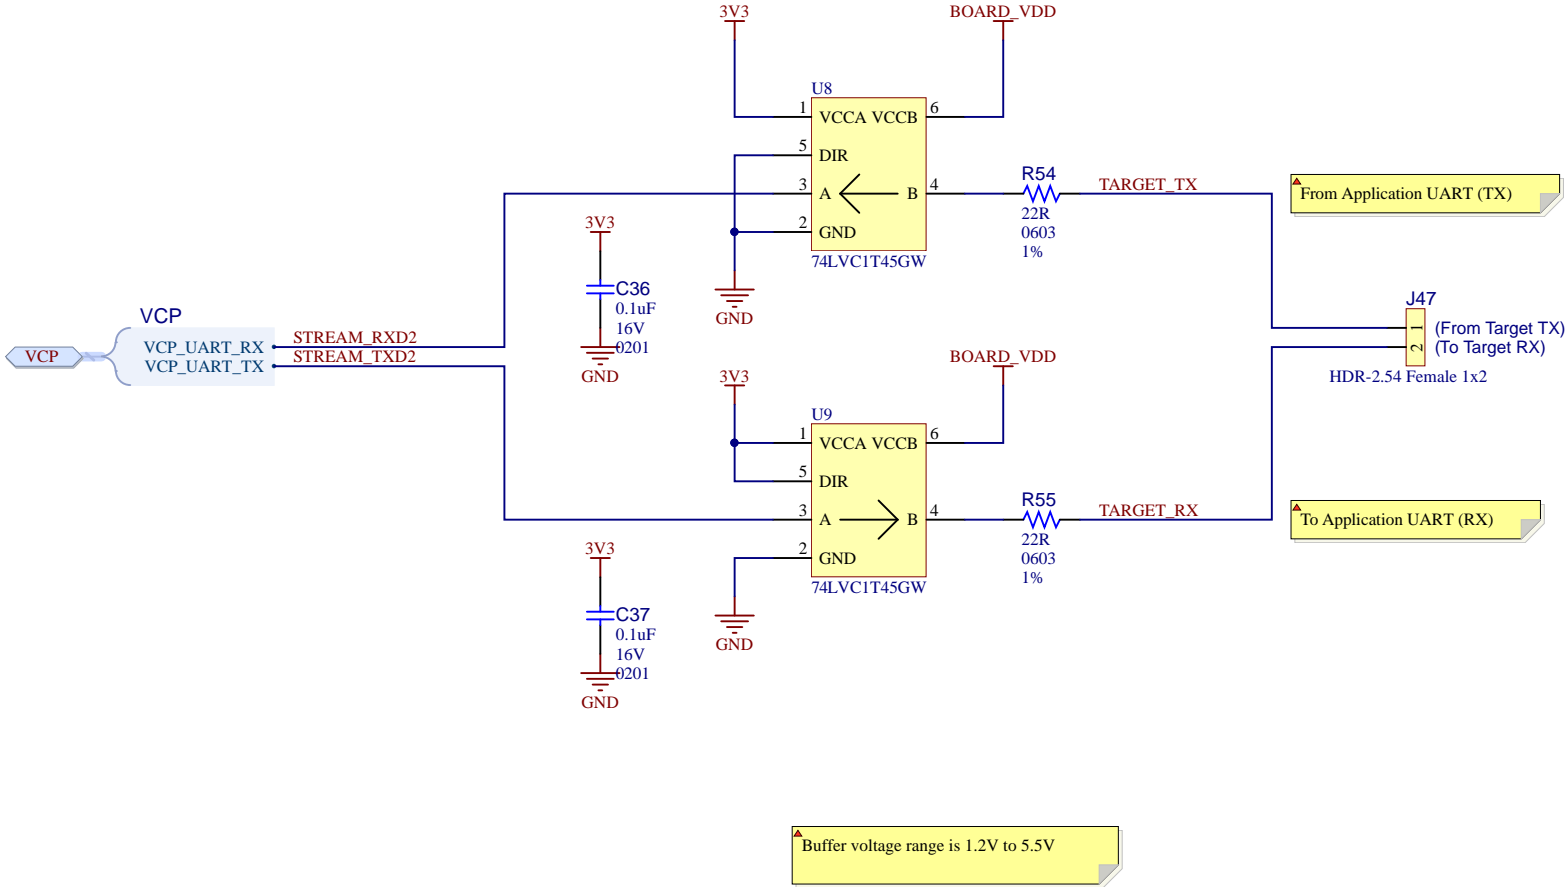 3V3
BOARD_VDD
U8
1 VCCA VCCB 6
5 DIR
3 A B 4
2 GND
74LVC1T45GW
R54
22R
0603
1%
TARGET_TX
From Application UART (TX)
3V3
C36
0.1uF
16V
0201
GND
GND
VCP
VCP
VCP_UART_RX
VCP_UART_TX
STREAM_RXD2
STREAM_TXD2
J47
1 (From Target TX)
2 (To Target RX)
HDR-2.54 Female 1x2
3V3
BOARD_VDD
U9
1 VCCA VCCB 6
5 DIR
3 A B 4
2 GND
74LVC1T45GW
R55
22R
0603
1%
TARGET_RX
To Application UART (RX)
3V3
C37
0.1uF
16V
0201
GND
GND
Buffer voltage range is 1.2V to 5.5V